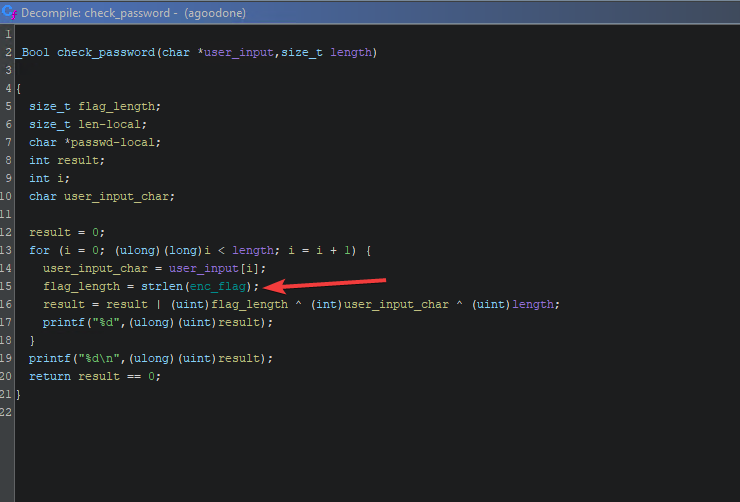 Decompile: check_password - (agoodone)
1
2 _Bool check_password(char *user_input,size_t length)
3
4 {
5 size_t flag_length;
6 size_t len-local;
7 char *passwd-local;
8 int result;
9 int i;
10 char user_input_char;
11
12 result = 0;
13 for (i = 0; (ulong)(long)i < length; i = i + 1) {
14 user_input_char = user_input[i];
15 flag_length = strlen(enc_flag);
16 result = result | (uint)flag_length ^ (int)user_input_char ^ (uint)length;
17 printf("%d",(ulong)(uint)result);
18 }
19 printf("%d\n",(ulong)(uint)result);
20 return result == 0;
21 }
22